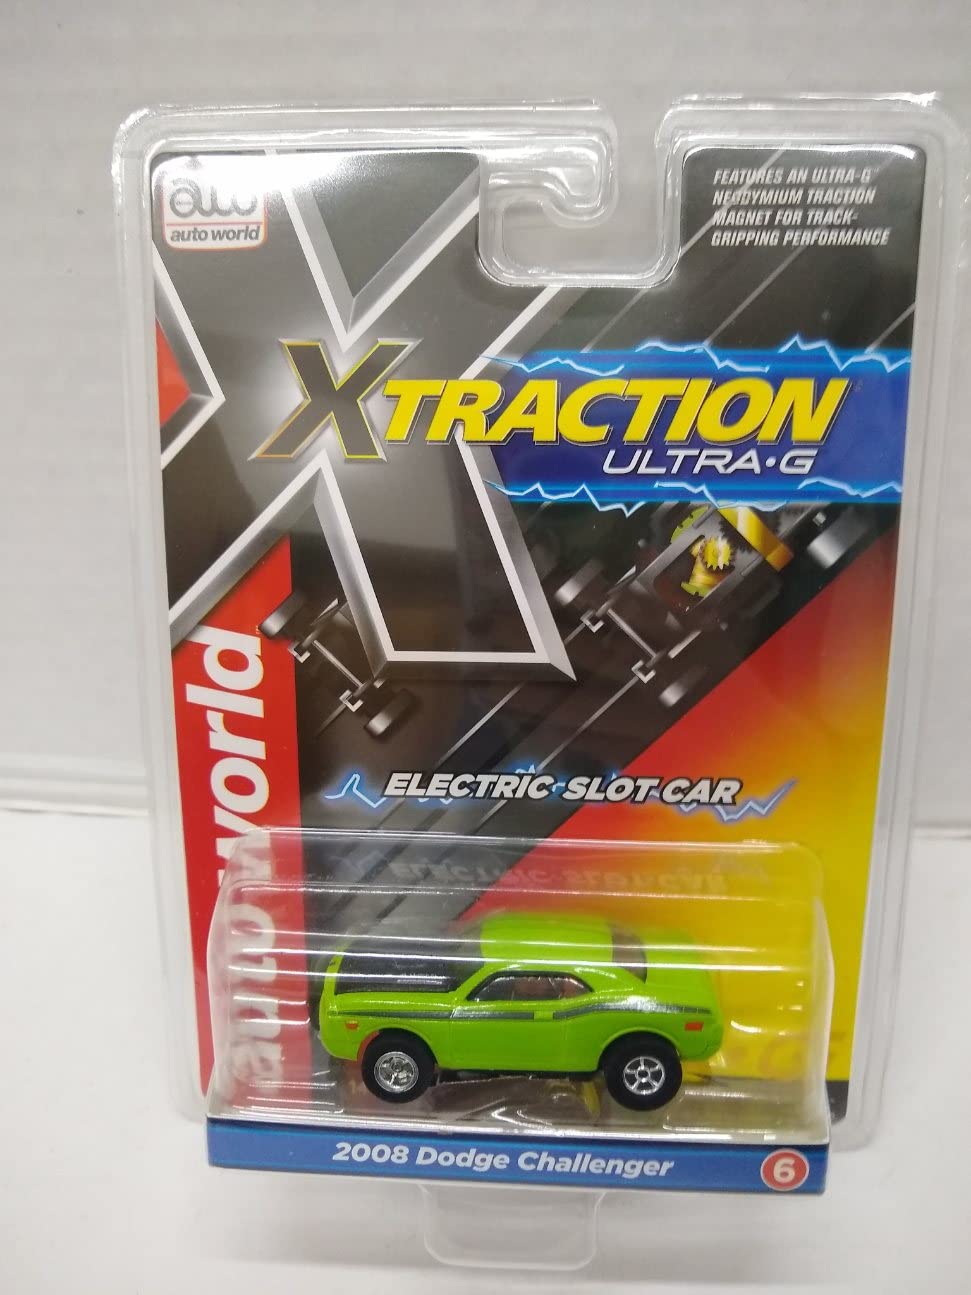 auto world
FEATURES AN ULTRA-G
NEODYMIUM TRACTION
MAGNET FOR TRACK-
GRIPPING PERFORMANCE
XTRACTION
ULTRA•G
auto world
ELECTRIC SLOT CAR
2008 Dodge Challenger
6